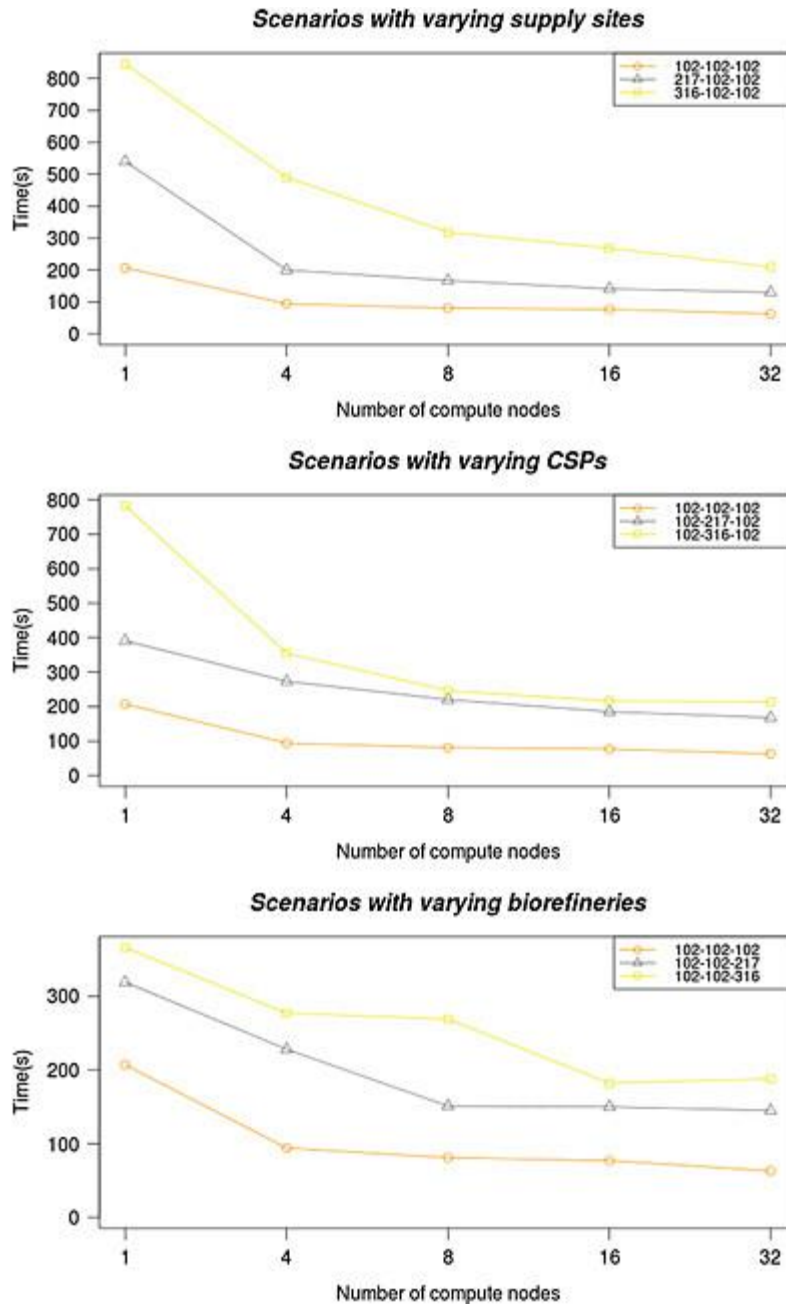 Scenarios with varying supply sites
102-102-102
217-102-102
316-102-102
800
700
600
500
400
300
200
100
0
Time(s)
1 4 8 16 32
Number of compute nodes
Scenarios with varying CSPs
102-102-102
102-217-102
102-316-102
800
700
600
500
400
300
200
100
0
Time(s)
1 4 8 16 32
Number of compute nodes
Scenarios with varying biorefineries
102-102-102
102-102-217
102-102-316
300
200
100
0
Time(s)
1 4 8 16 32
Number of compute nodes